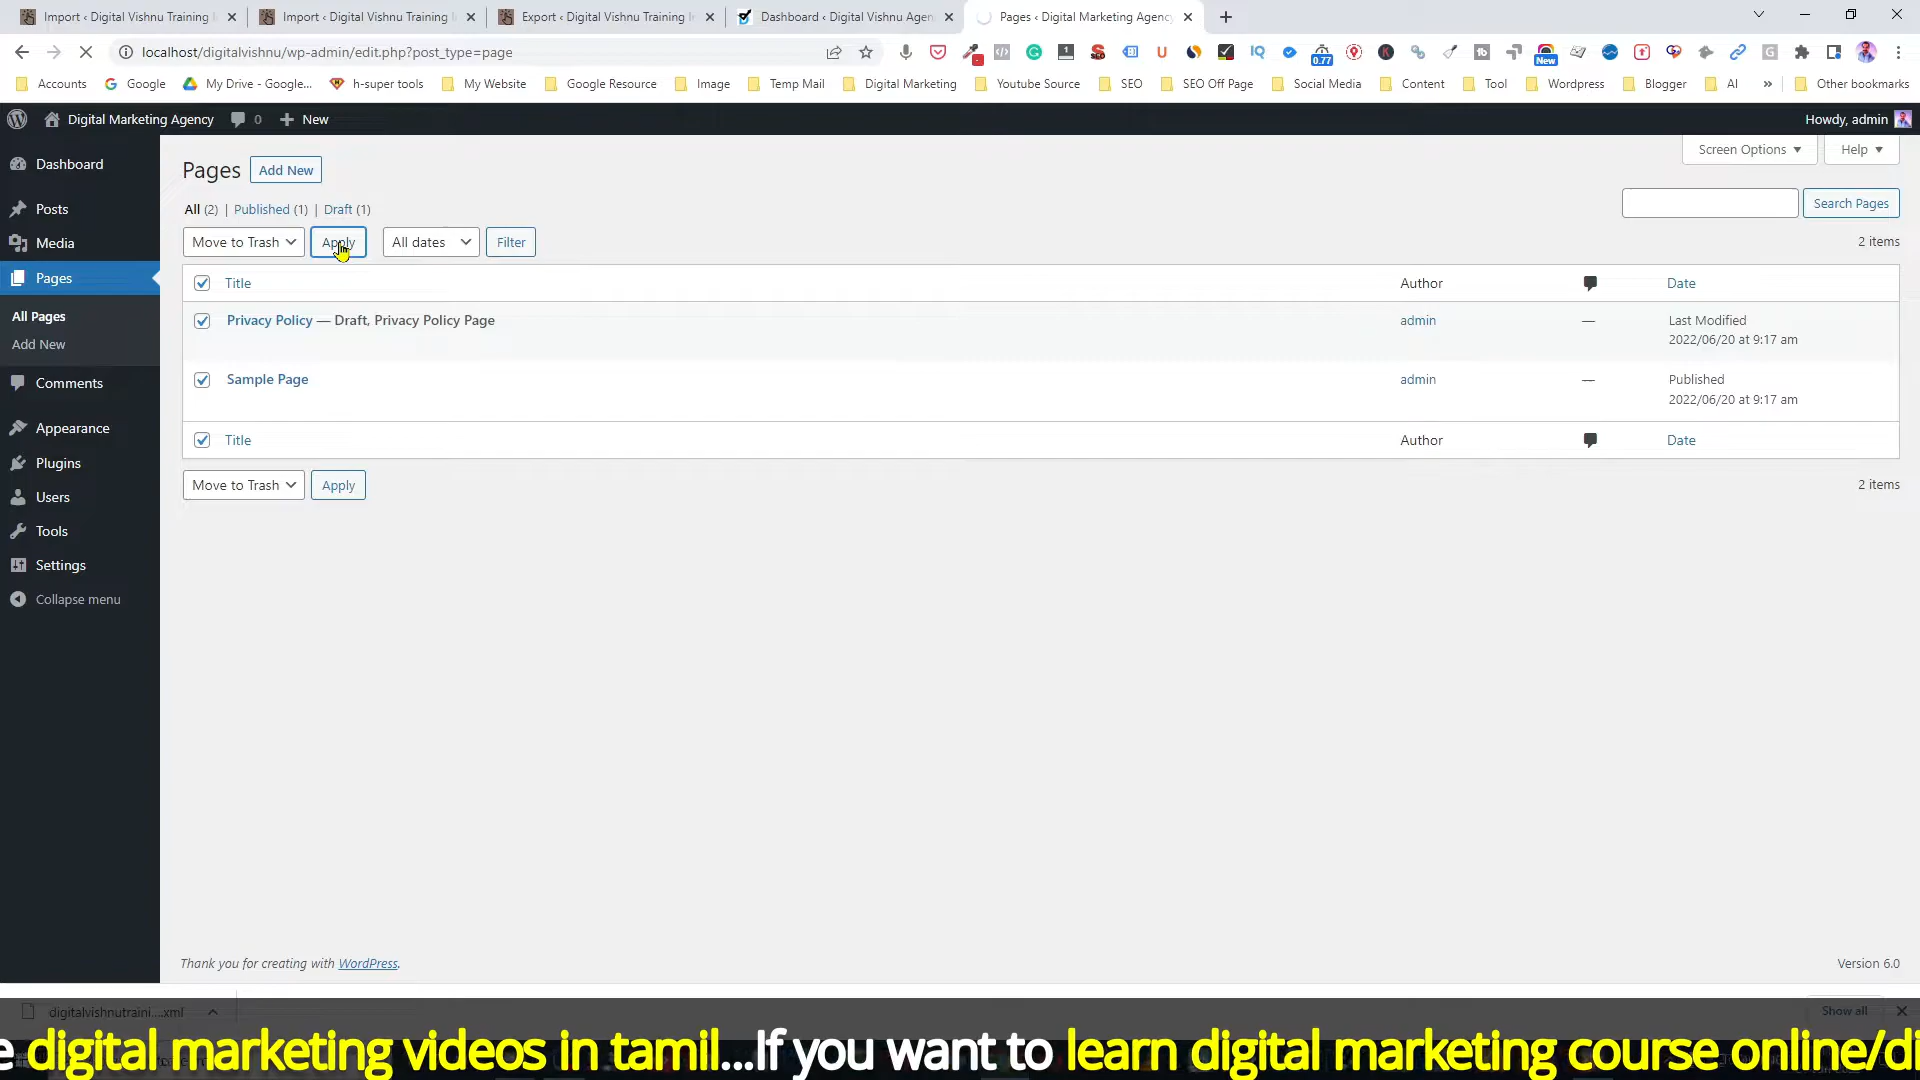 Import ‹ Digital Vishnu Training I
Import ‹ Digital Vishnu Training I
Export ‹ Digital Vishnu Training In
Dashboard ‹ Digital Vishnu Agen
Pages ‹ Digital Marketing Agency
localhost/digitalvishnu/wp-admin/edit.php?post_type=page
0.77
New
Accounts
Google
My Drive - Google...
h-super tools
My Website
Google Resource
Image
Temp Mail
Digital Marketing
Youtube Source
SEO
SEO Off Page
Social Media
Content
Tool
Wordpress
Blogger
AI
»
Other bookmarks
Digital Marketing Agency
0
New
Howdy, admin
Dashboard
Posts
Media
Pages
All Pages
Add New
Comments
Appearance
Plugins
Users
Tools
Settings
Collapse menu
Screen Options
Help
Pages
Add New
All (2) | Published (1) | Draft (1)
Search Pages
Move to Trash
Apply
All dates
Filter
2 items
Title
Author
Date
Privacy Policy — Draft, Privacy Policy Page
admin
—
Last Modified
2022/06/20 at 9:17 am
Sample Page
admin
—
Published
2022/06/20 at 9:17 am
Title
Author
Date
Move to Trash
Apply
2 items
Thank you for creating with WordPress.
Version 6.0
digitalvishnutraini....xml
Show all
e digital marketing videos in tamil...If you want to learn digital marketing course online/di